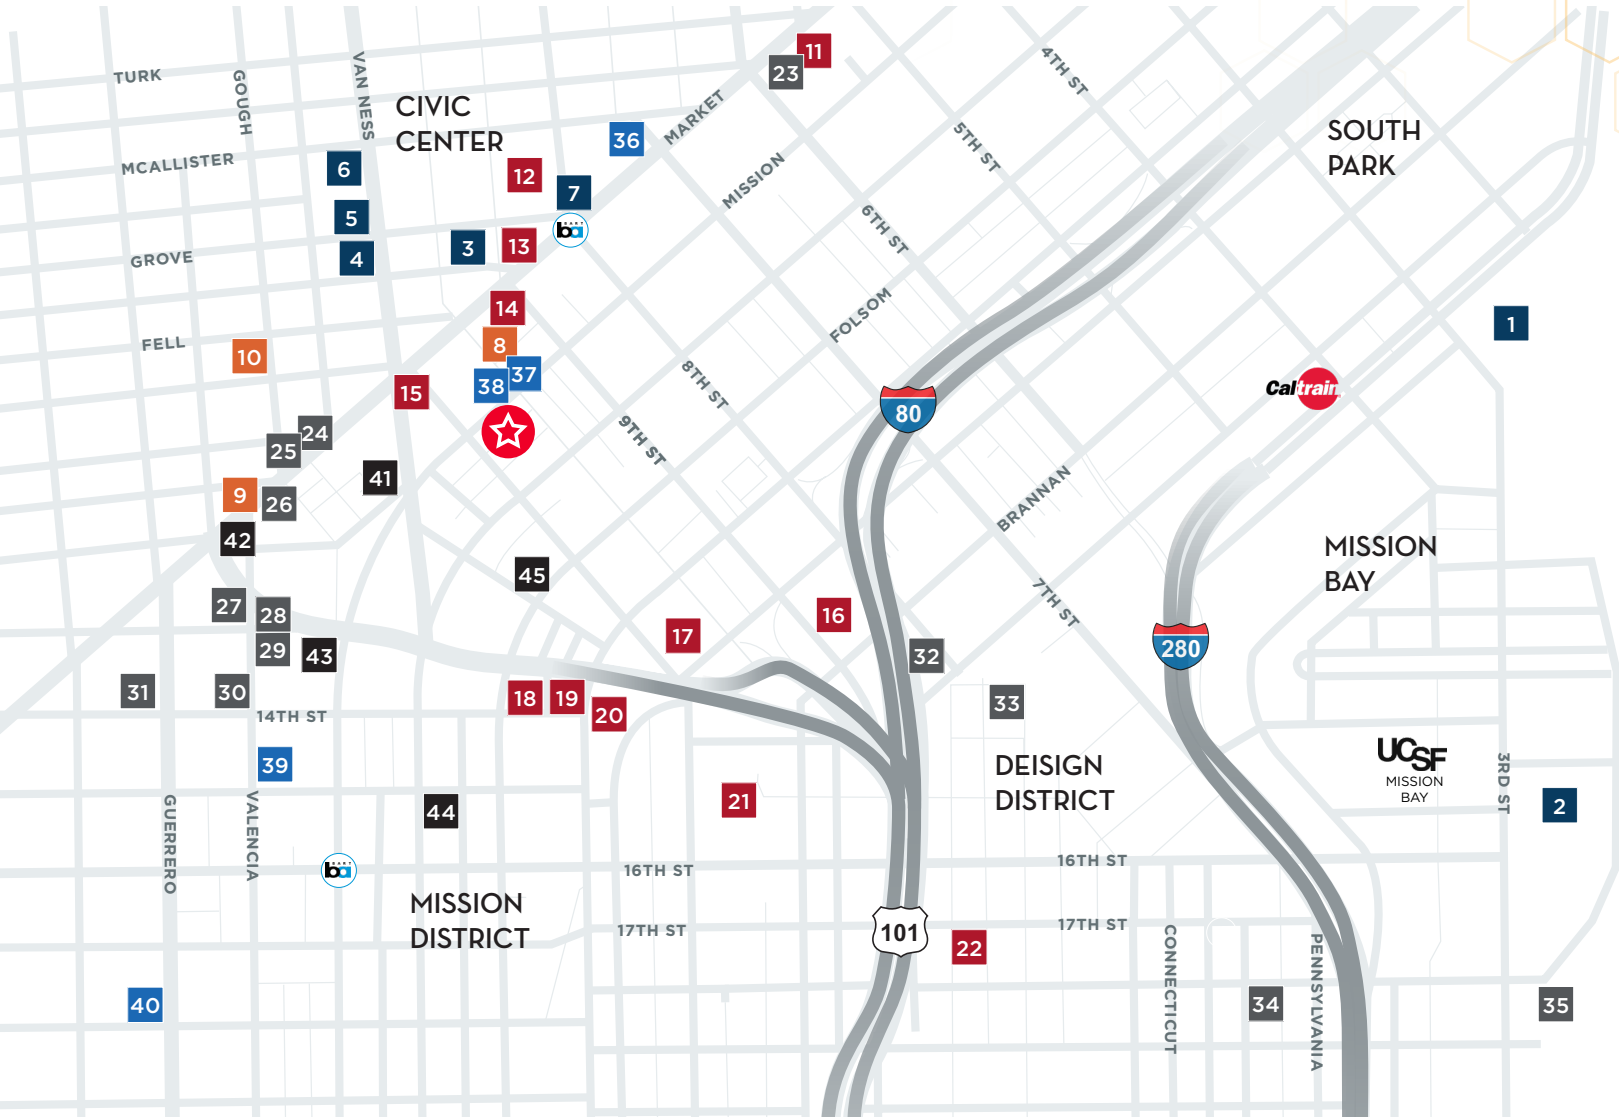 11
23
4TH ST
TURK
GOUGH
VAN NESS
CIVIC
CENTER
MARKET
36
5TH ST
SOUTH
PARK
MCALLISTER
6
12
7
MISSION
5
BART
ba
6TH ST
GROVE
4
3
13
14
FOLSOM
1
FELL
10
8
15
38
37
8TH ST
80
Caltrain
24
25
9TH ST
41
9
26
BRANNAN
42
MISSION
BAY
45
7TH ST
27
28
16
17
29
43
32
280
31
30
18
19
20
33
14TH ST
39
DEISIGN
DISTRICT
UCSF
MISSION
BAY
3RD ST
GUERRERO
VALENCIA
44
21
2
BART
ba
16TH ST
16TH ST
MISSION
DISTRICT
17TH ST
101
22
17TH ST
CONNECTICUT
PENNSYLVANIA
40
34
35